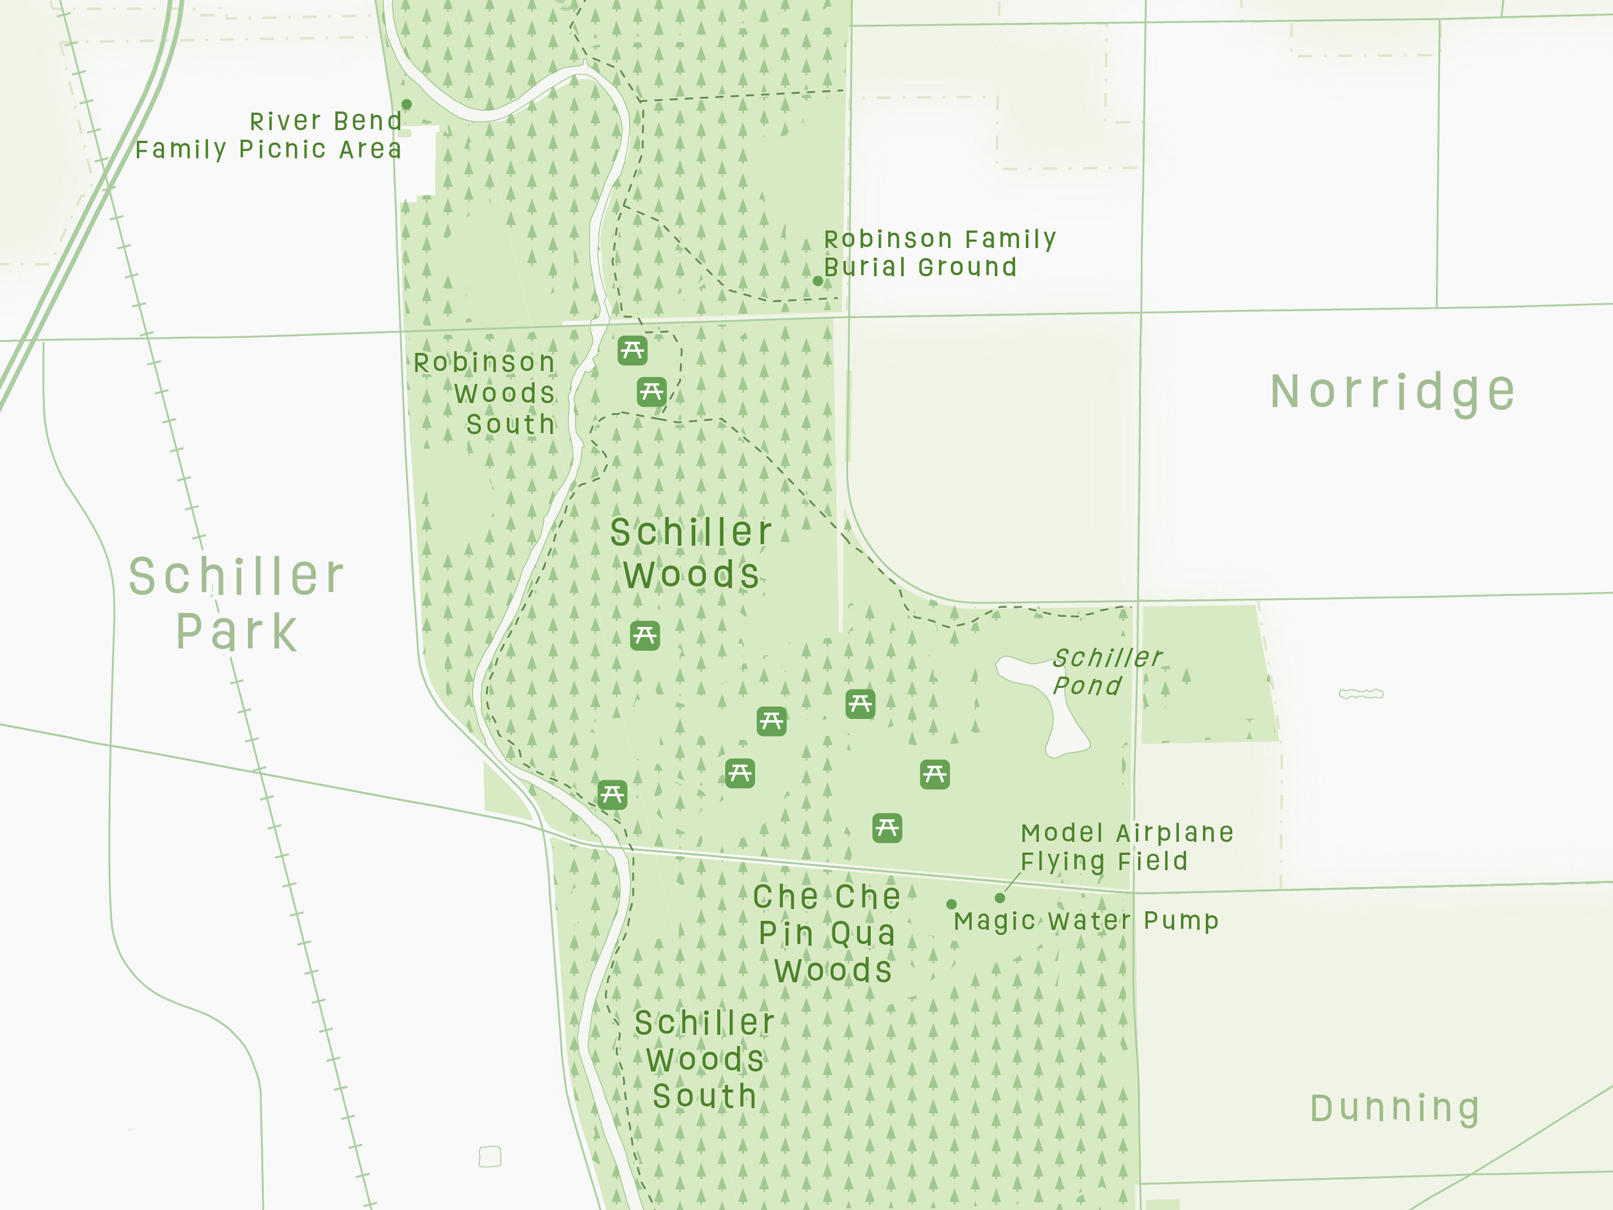 River Bend
Family Picnic Area
Robinson Family
Burial Ground
Robinson
Woods
South
Norridge
Schiller
Woods
Schiller
Park
Schiller
Pond
Model Airplane
Flying Field
Che Che
Pin Qua
Woods
Magic Water Pump
Schiller
Woods
South
Dunning